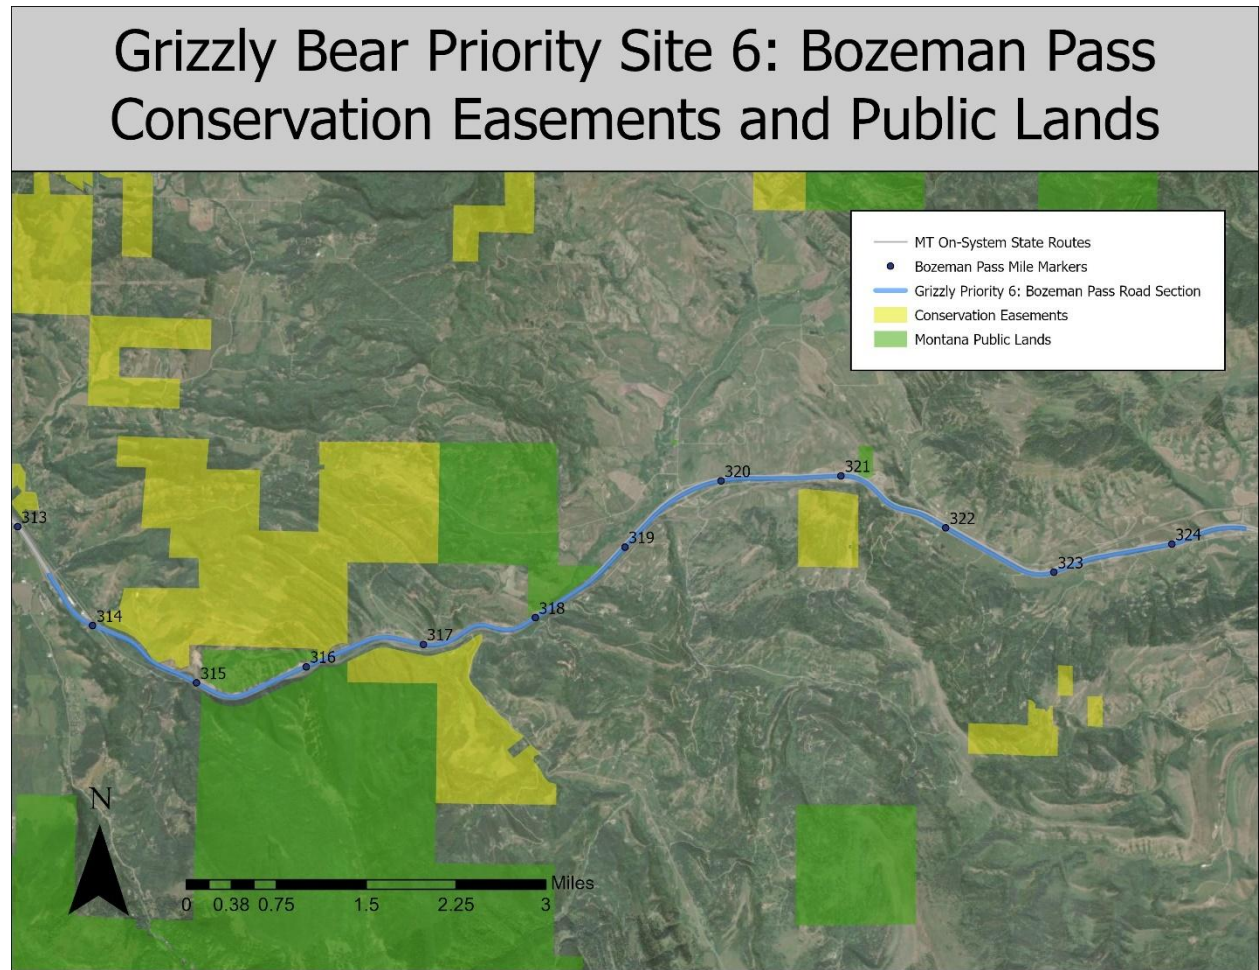 Grizzly Bear Priority Site 6: Bozeman Pass
Conservation Easements and Public Lands
MT On-System State Routes
Bozeman Pass Mile Markers
Grizzly Priority 6: Bozeman Pass Road Section
Conservation Easements
Montana Public Lands
313
314
315
316
317
318
319
320
321
322
323
324
N
Miles
0 0.38 0.75 1.5 2.25 3